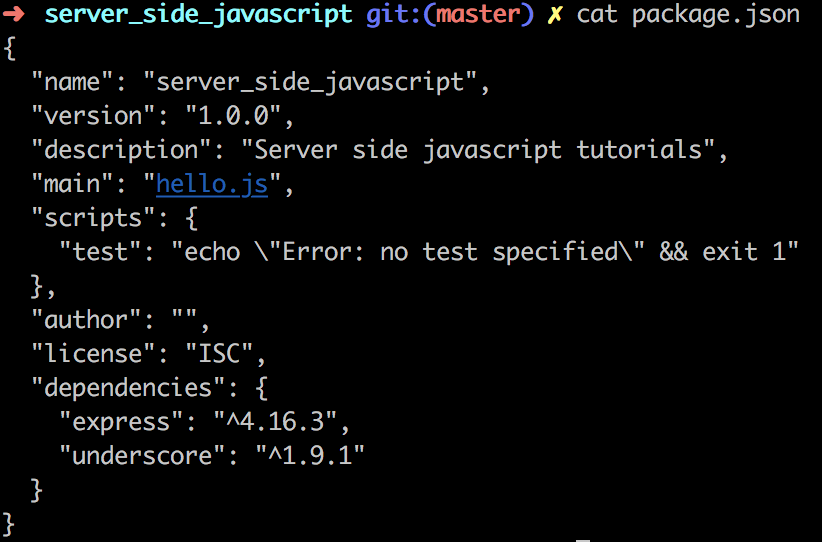 ➜ server_side_javascript git:(master) ✗ cat package.json
{
  "name": "server_side_javascript",
  "version": "1.0.0",
  "description": "Server side javascript tutorials",
  "main": "hello.js",
  "scripts": {
    "test": "echo \"Error: no test specified\" && exit 1"
  },
  "author": "",
  "license": "ISC",
  "dependencies": {
    "express": "^4.16.3",
    "underscore": "^1.9.1"
  }
}